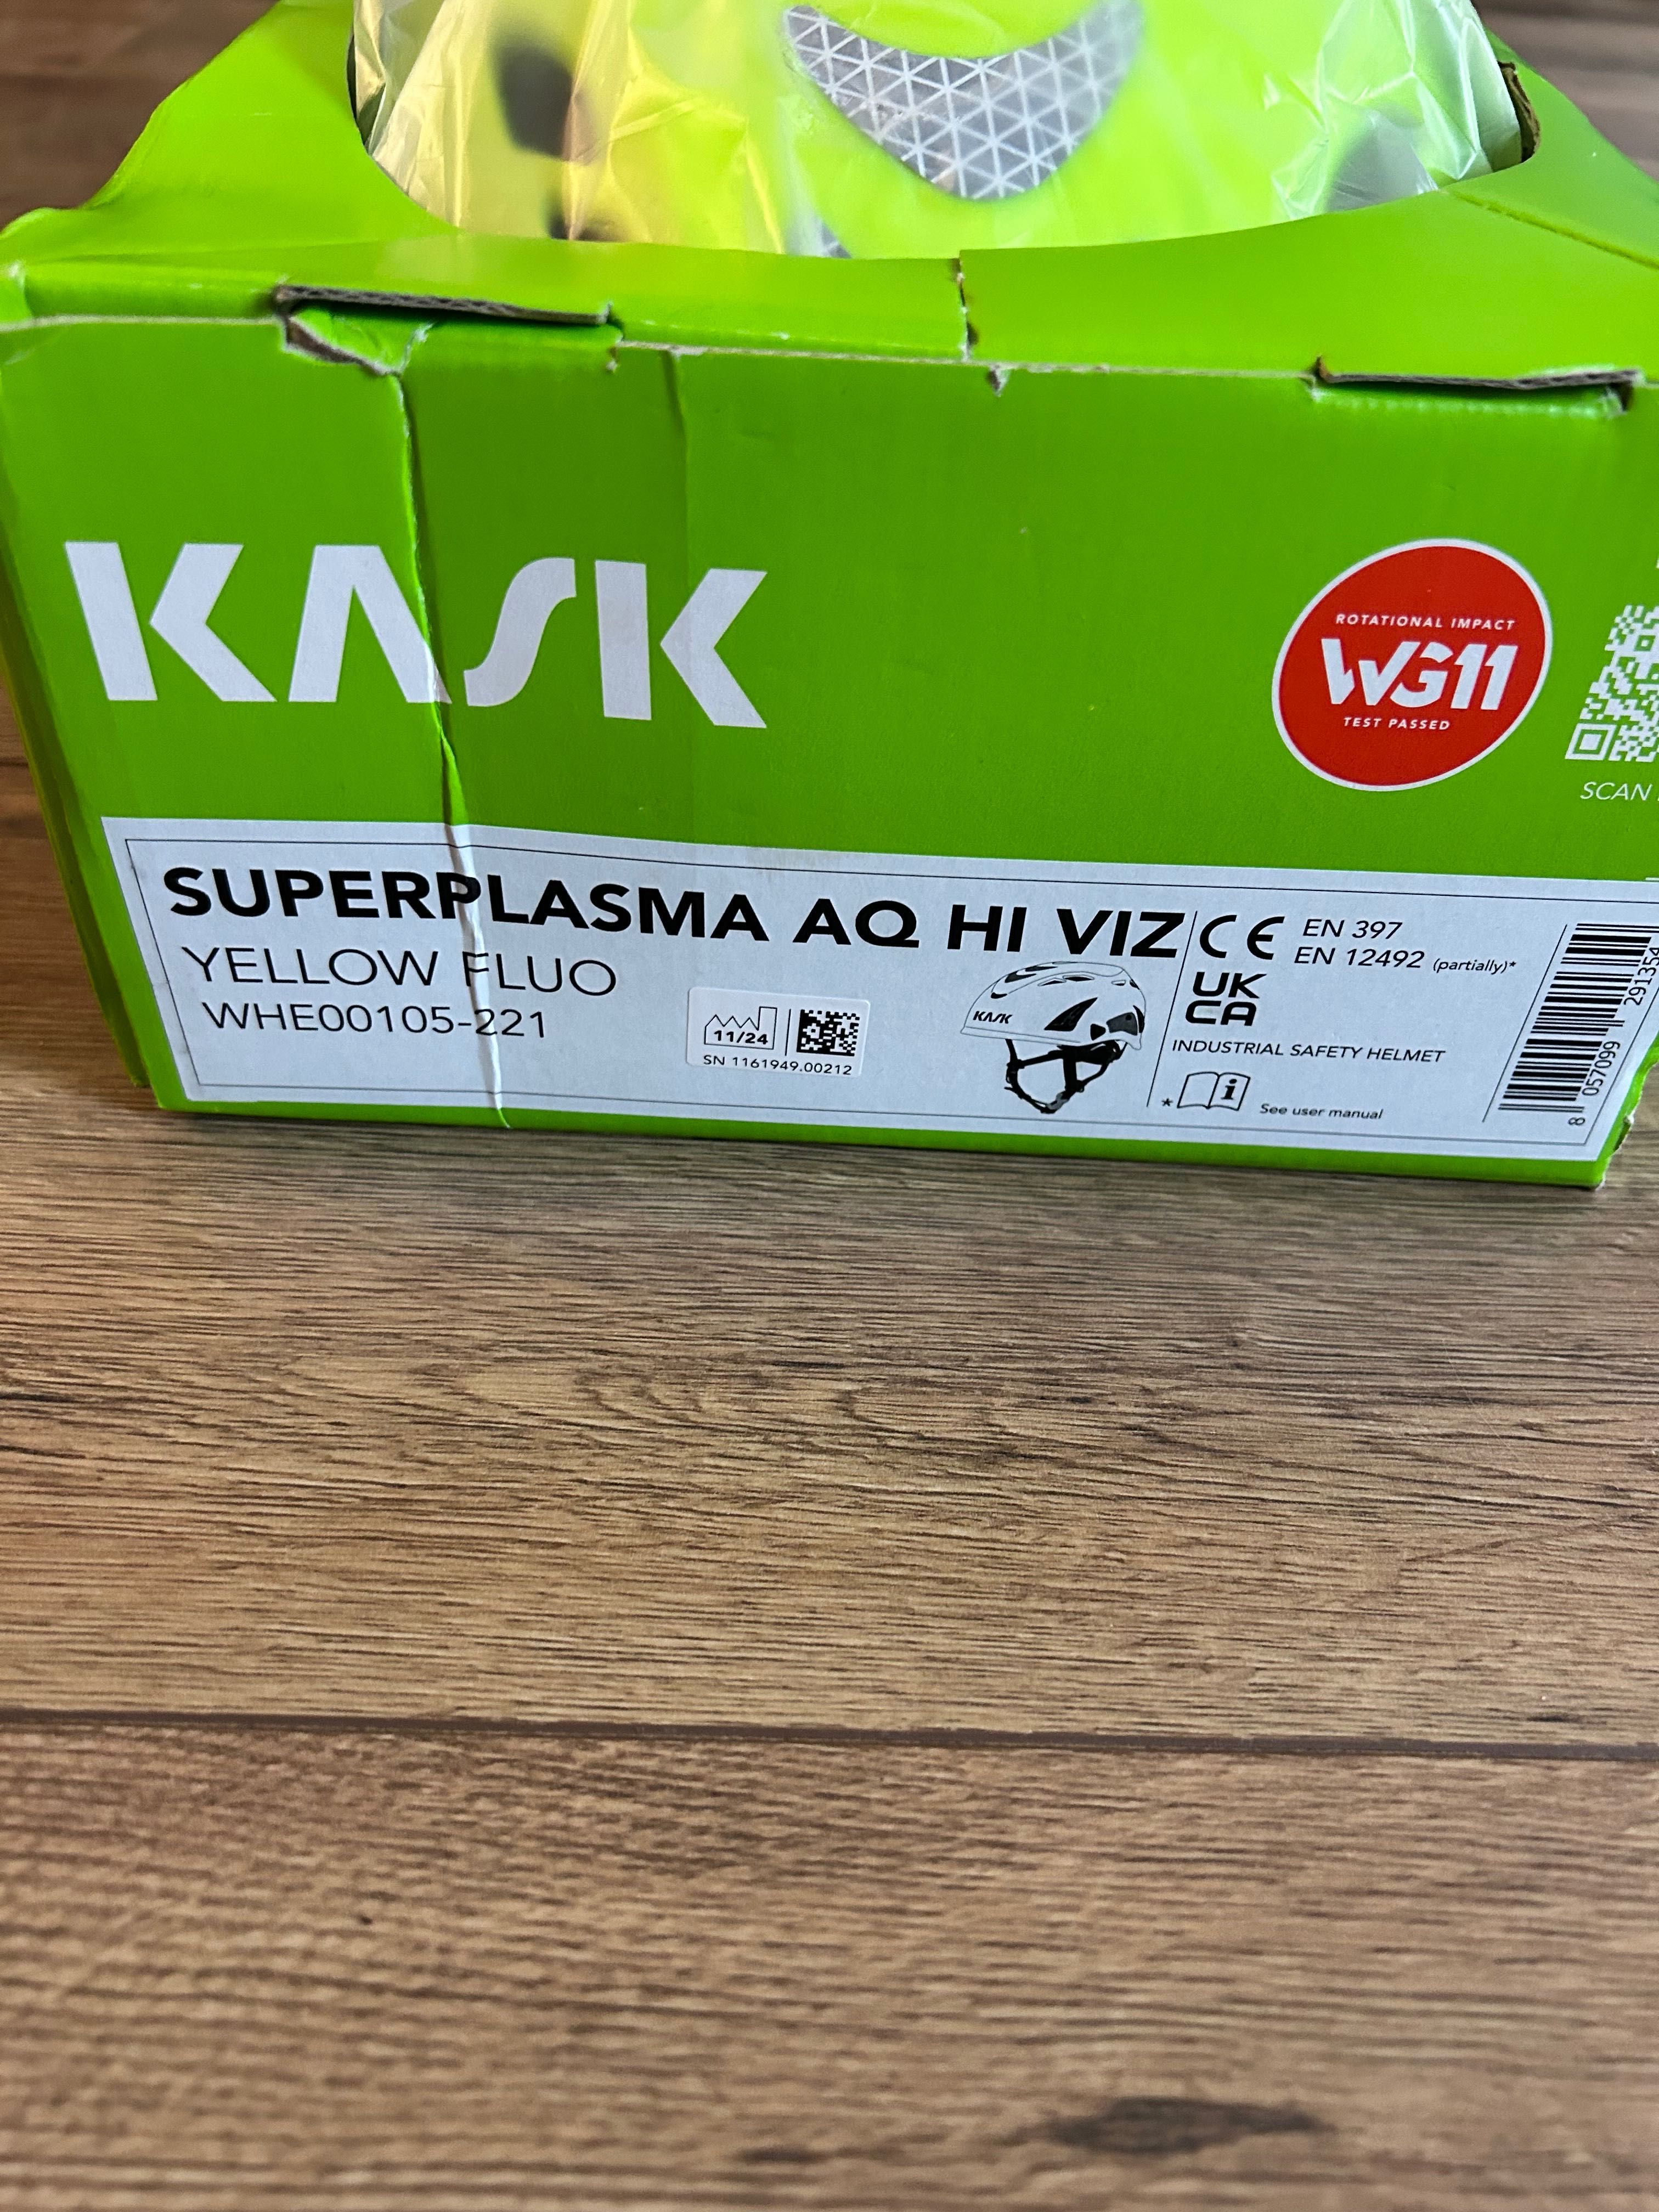 KASK
ROTATIONAL IMPACT
WG11
TEST PASSED
SCAN
SUPERPLASMA AQ HI VIZ
YELLOW FLUO
WHE00105-221
11/24
SN 1161949.00212
KASK
CE EN 397
EN 12492 (partially)*
UK
CA
INDUSTRIAL SAFETY HELMET
* i See user manual
8 057099 291354